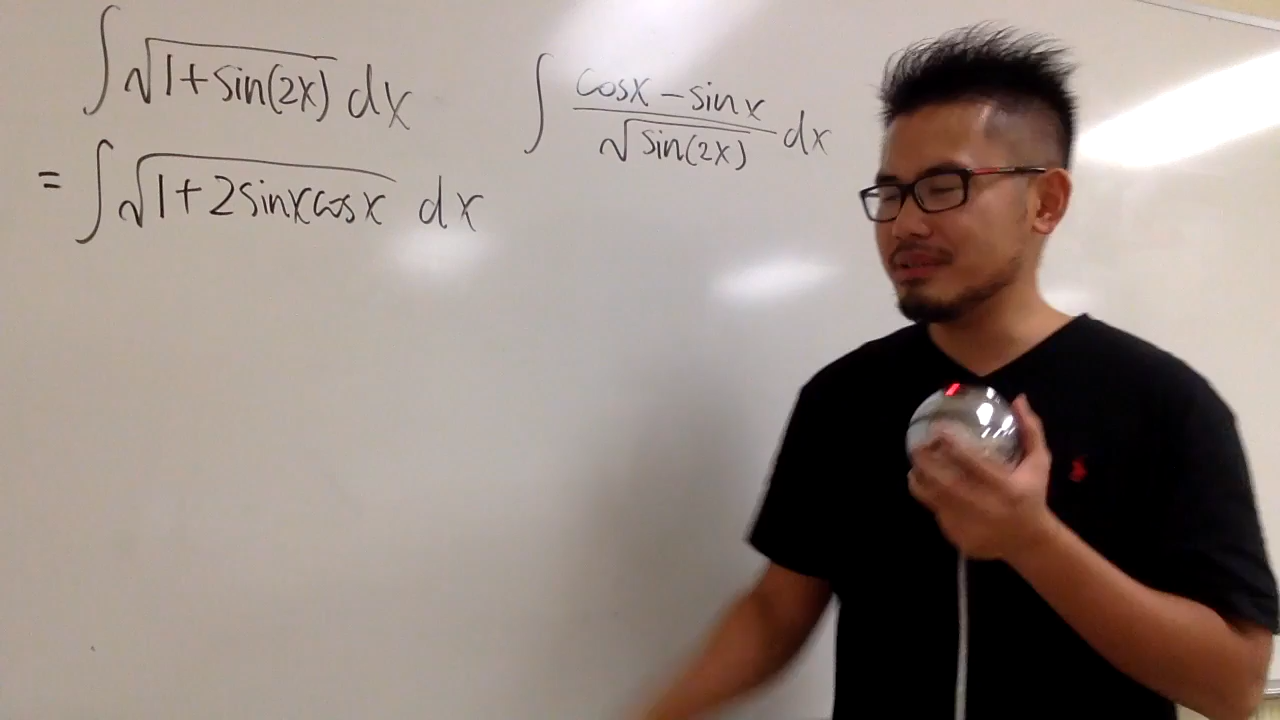 ∫ √(1+sin(2x)) dx
= ∫ √(1+2sinxcosx) dx
∫ (cosx − sinx)/√(sin(2x)) dx